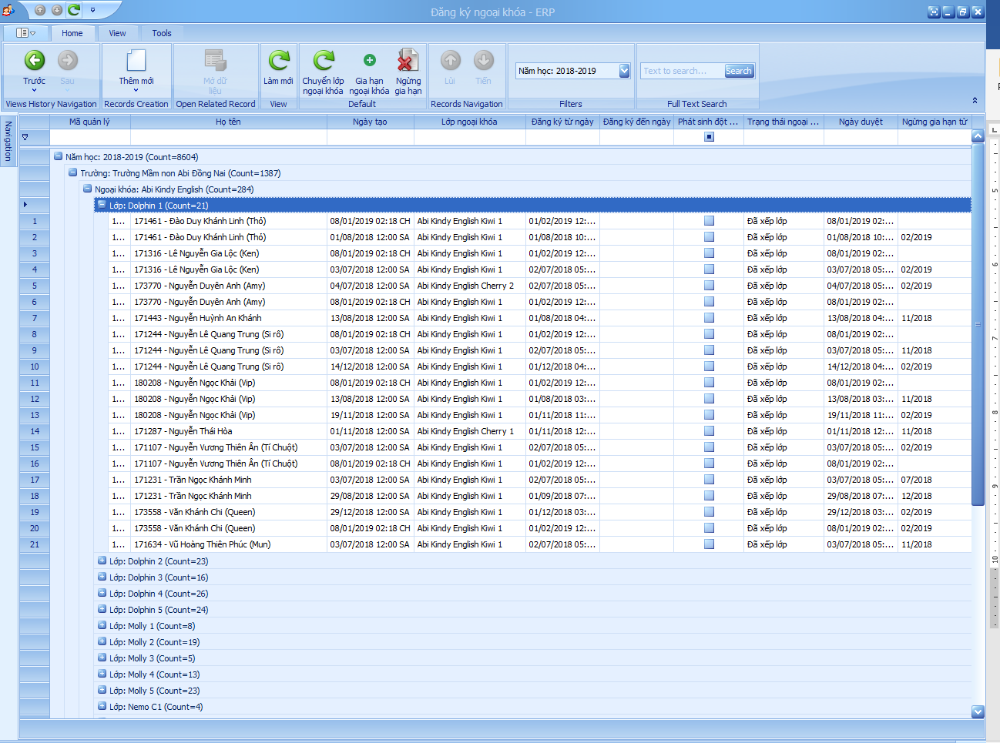 Đăng ký ngoại khóa - ERP
Home View Tools
Trước Sau Thêm mới Mở dữ liệu Làm mới Chuyển lớp ngoại khóa Gia hạn ngoại khóa Ngừng gia hạn Lùi Tiến Năm học: 2018-2019 Text to search... Search
Views History Navigation Records Creation Open Related Record View Default Records Navigation Filters Full Text Search
Navigation
Mã quản lý Họ tên Ngày tạo Lớp ngoại khóa Đăng ký từ ngày Đăng ký đến ngày Phát sinh đột ... Trạng thái ngoại ... Ngày duyệt Ngừng gia hạn từ
Năm học: 2018-2019 (Count=8604)
Trường: Trường Mầm non Abi Đồng Nai (Count=1387)
Ngoại khóa: Abi Kindy English (Count=284)
Lớp: Dolphin 1 (Count=21)
1 1... 171461 - Đào Duy Khánh Linh (Thỏ) 08/01/2019 02:18 CH Abi Kindy English Kiwi 1 01/02/2019 12:... Đã xếp lớp 08/01/2019 02:...
2 1... 171461 - Đào Duy Khánh Linh (Thỏ) 01/08/2018 12:00 SA Abi Kindy English Kiwi 1 01/08/2018 10:... Đã xếp lớp 01/08/2018 10:... 02/2019
3 1... 171316 - Lê Nguyễn Gia Lộc (Ken) 08/01/2019 02:18 CH Abi Kindy English Kiwi 1 01/02/2019 12:... Đã xếp lớp 08/01/2019 02:...
4 1... 171316 - Lê Nguyễn Gia Lộc (Ken) 03/07/2018 12:00 SA Abi Kindy English Kiwi 1 02/07/2018 05:... Đã xếp lớp 03/07/2018 05:... 02/2019
5 1... 173770 - Nguyễn Duyên Anh (Amy) 04/07/2018 12:00 SA Abi Kindy English Cherry 2 02/07/2018 05:... Đã xếp lớp 04/07/2018 05:... 02/2019
6 1... 173770 - Nguyễn Duyên Anh (Amy) 08/01/2019 02:18 CH Abi Kindy English Kiwi 1 01/02/2019 12:... Đã xếp lớp 08/01/2019 02:...
7 1... 171443 - Nguyễn Huỳnh An Khánh 13/08/2018 12:00 SA Abi Kindy English Kiwi 1 01/08/2018 04:... Đã xếp lớp 13/08/2018 04:... 11/2018
8 1... 171244 - Nguyễn Lê Quang Trung (Si rô) 08/01/2019 02:18 CH Abi Kindy English Kiwi 1 01/02/2019 12:... Đã xếp lớp 08/01/2019 02:...
9 1... 171244 - Nguyễn Lê Quang Trung (Si rô) 03/07/2018 12:00 SA Abi Kindy English Kiwi 1 02/07/2018 05:... Đã xếp lớp 03/07/2018 05:... 11/2018
10 1... 171244 - Nguyễn Lê Quang Trung (Si rô) 14/12/2018 12:00 SA Abi Kindy English Kiwi 1 01/12/2018 04:... Đã xếp lớp 14/12/2018 04:... 02/2019
11 1... 180208 - Nguyễn Ngọc Khải (Vip) 08/01/2019 02:18 CH Abi Kindy English Kiwi 1 01/02/2019 12:... Đã xếp lớp 08/01/2019 02:...
12 1... 180208 - Nguyễn Ngọc Khải (Vip) 13/08/2018 12:00 SA Abi Kindy English Kiwi 1 01/08/2018 03:... Đã xếp lớp 13/08/2018 03:... 11/2018
13 1... 180208 - Nguyễn Ngọc Khải (Vip) 19/11/2018 12:00 SA Abi Kindy English Kiwi 1 01/11/2018 11:... Đã xếp lớp 19/11/2018 11:... 02/2019
14 1... 171287 - Nguyễn Thái Hòa 01/11/2018 12:00 SA Abi Kindy English Cherry 1 01/11/2018 12:... Đã xếp lớp 01/11/2018 12:... 11/2018
15 1... 171107 - Nguyễn Vương Thiên Ân (Tí Chuột) 03/07/2018 12:00 SA Abi Kindy English Kiwi 1 02/07/2018 05:... Đã xếp lớp 03/07/2018 05:... 02/2019
16 1... 171107 - Nguyễn Vương Thiên Ân (Tí Chuột) 08/01/2019 02:18 CH Abi Kindy English Kiwi 1 01/02/2019 12:... Đã xếp lớp 08/01/2019 02:...
17 1... 171231 - Trần Ngọc Khánh Minh 03/07/2018 12:00 SA Abi Kindy English Kiwi 1 02/07/2018 05:... Đã xếp lớp 03/07/2018 05:... 07/2018
18 1... 171231 - Trần Ngọc Khánh Minh 29/08/2018 12:00 SA Abi Kindy English Kiwi 1 01/09/2018 07:... Đã xếp lớp 29/08/2018 07:... 12/2018
19 1... 173558 - Văn Khánh Chi (Queen) 29/12/2018 12:00 SA Abi Kindy English Kiwi 1 01/12/2018 03:... Đã xếp lớp 29/12/2018 03:... 02/2019
20 1... 173558 - Văn Khánh Chi (Queen) 08/01/2019 02:18 CH Abi Kindy English Kiwi 1 01/02/2019 12:... Đã xếp lớp 08/01/2019 02:... 02/2019
21 1... 171634 - Vũ Hoàng Thiên Phúc (Mun) 03/07/2018 12:00 SA Abi Kindy English Kiwi 1 02/07/2018 05:... Đã xếp lớp 03/07/2018 05:... 11/2018
Lớp: Dolphin 2 (Count=23)
Lớp: Dolphin 3 (Count=16)
Lớp: Dolphin 4 (Count=26)
Lớp: Dolphin 5 (Count=24)
Lớp: Molly 1 (Count=8)
Lớp: Molly 2 (Count=19)
Lớp: Molly 3 (Count=5)
Lớp: Molly 4 (Count=13)
Lớp: Molly 5 (Count=23)
Lớp: Nemo C1 (Count=4)
5
6
7
8
9
10